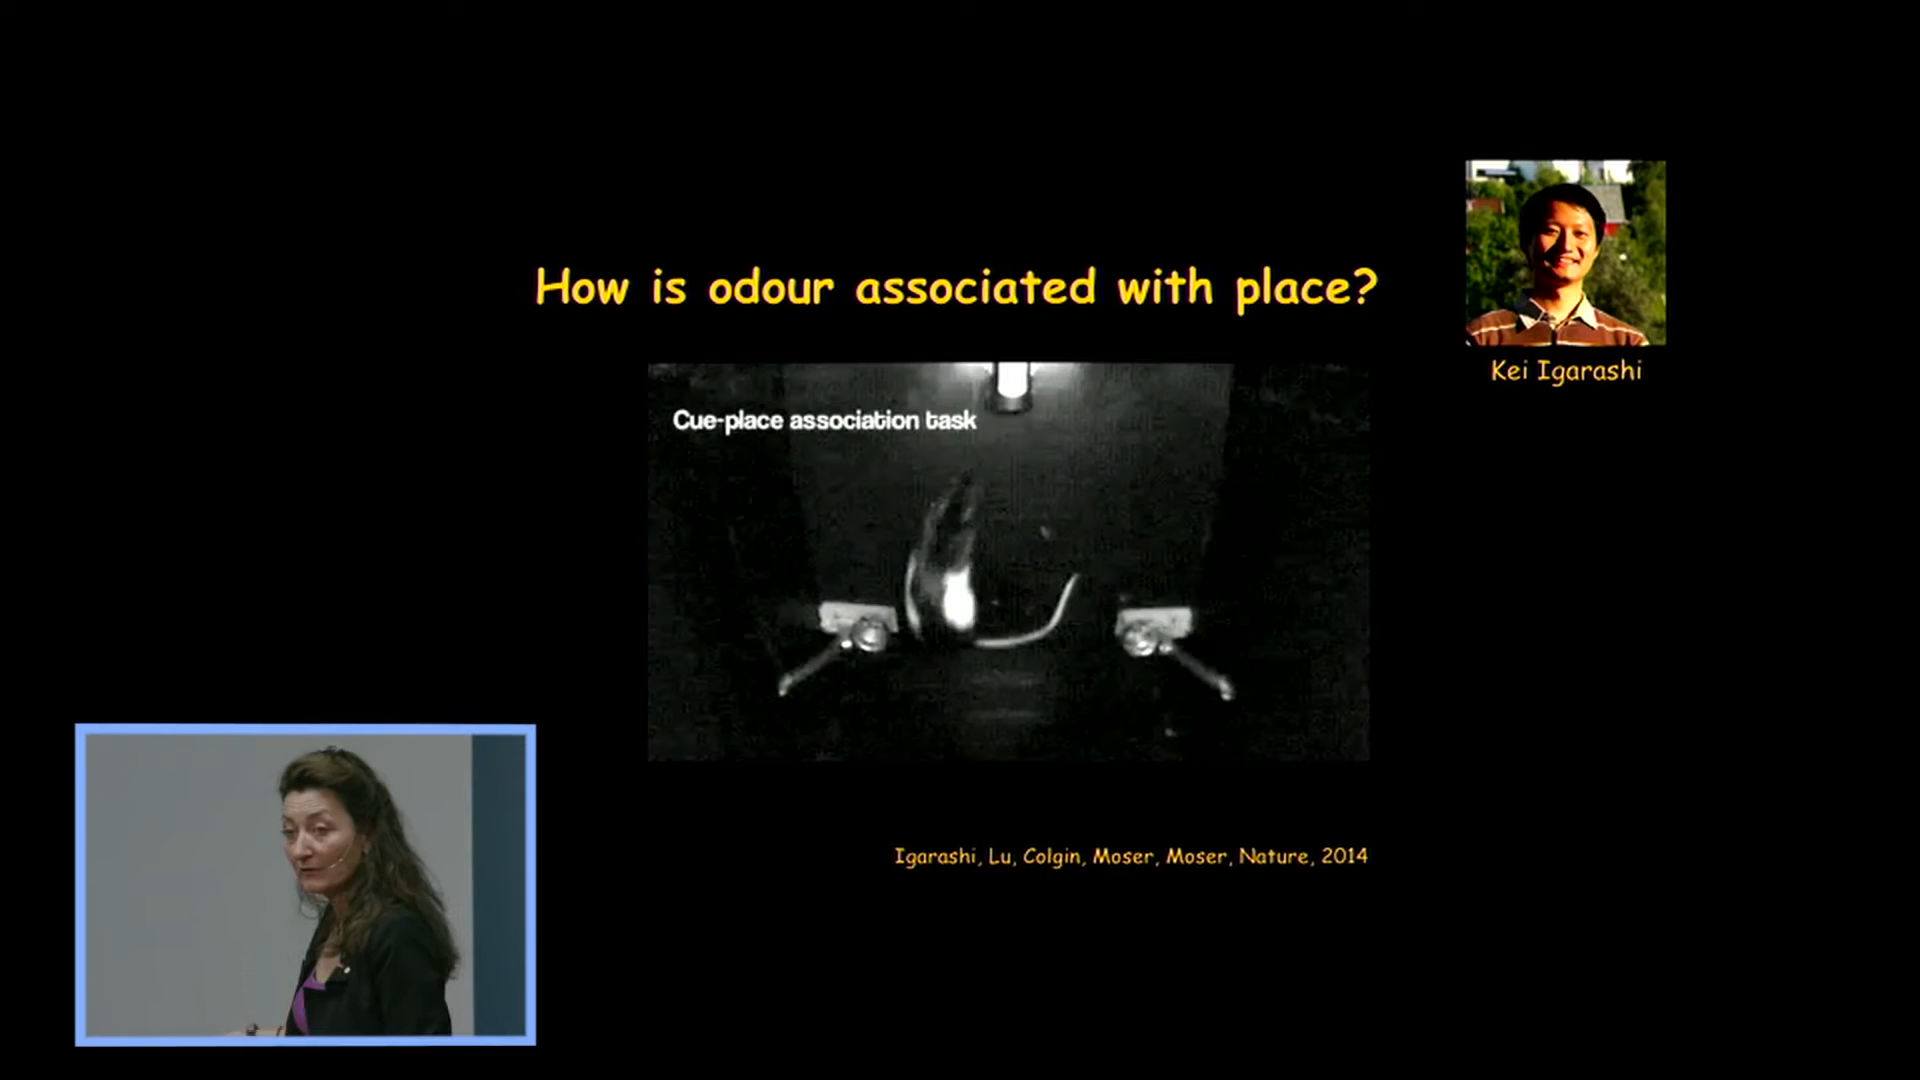 How is odour associated with place?
Kei Igarashi
Cue-place association task
Igarashi, Lu, Colgin, Moser, Moser, Nature, 2014